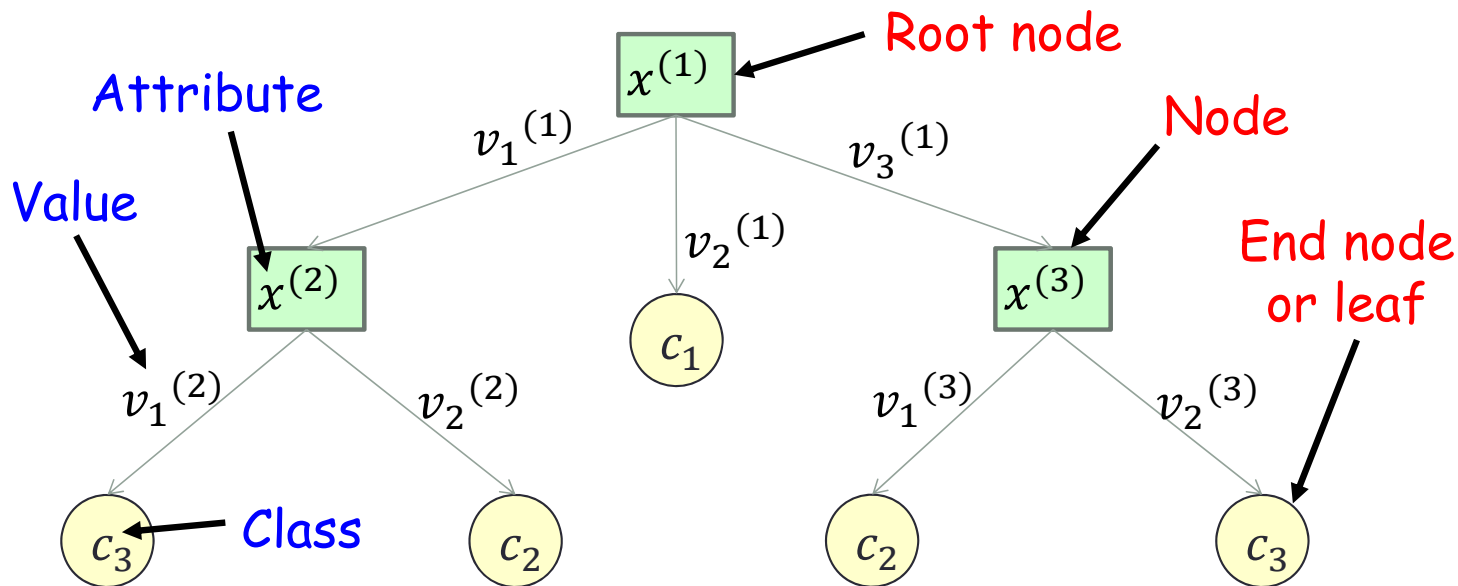 Root node
x^(1)
Attribute
Node
v_1^(1)
v_3^(1)
Value
v_2^(1)
End node
or leaf
x^(2)
x^(3)
c_1
v_1^(2)
v_2^(2)
v_1^(3)
v_2^(3)
c_3
Class
c_2
c_2
c_3